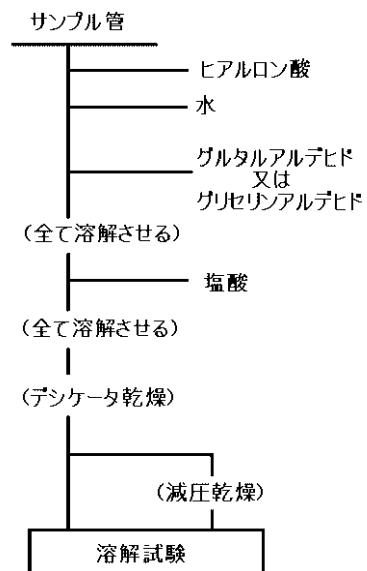 サンプル管
ヒアルロン酸
水
グルタルアルデヒド
又は
グリセリンアルデヒド
(全て溶解させる)
塩酸
(全て溶解させる)
(デシケータ乾燥)
(減圧乾燥)
溶解試験